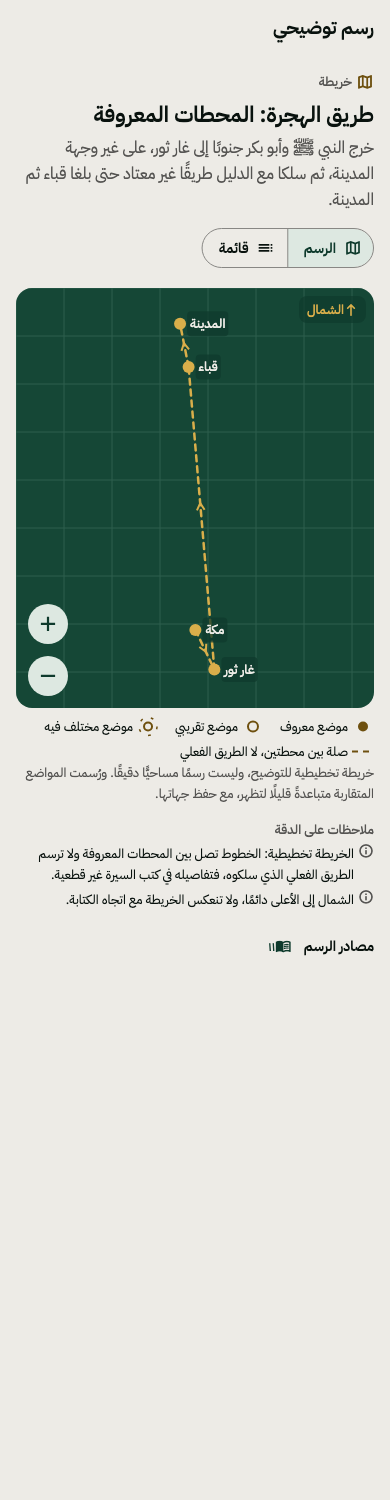 رسم توضيحي
خريطة
طريق الهجرة: المحطات المعروفة
خرج النبي ﷺ وأبو بكر جنوبًا إلى غار ثور، على غير وجهة
المدينة، ثم سلكا مع الدليل طريقًا غير معتاد حتى بلغا قباء ثم
المدينة.
الرسم
قائمة
↑ الشمال
المدينة
قباء
مكة
غار ثور
+
−
موضع معروف
موضع تقريبي
موضع مختلف فيه
صلة بين محطتين، لا الطريق الفعلي
خريطة تخطيطية للتوضيح، وليست رسمًا مساحيًّا دقيقًا. ورُسمت المواضع
المتقاربة متباعدةً قليلًا لتظهر، مع حفظ جهاتها.
ملاحظات على الدقة
الخريطة تخطيطية: الخطوط تصل بين المحطات المعروفة ولا ترسم
الطريق الفعلي الذي سلكوه، فتفاصيله في كتب السيرة غير قطعية.
الشمال إلى الأعلى دائمًا، ولا تنعكس الخريطة مع اتجاه الكتابة.
مصادر الرسم
١١